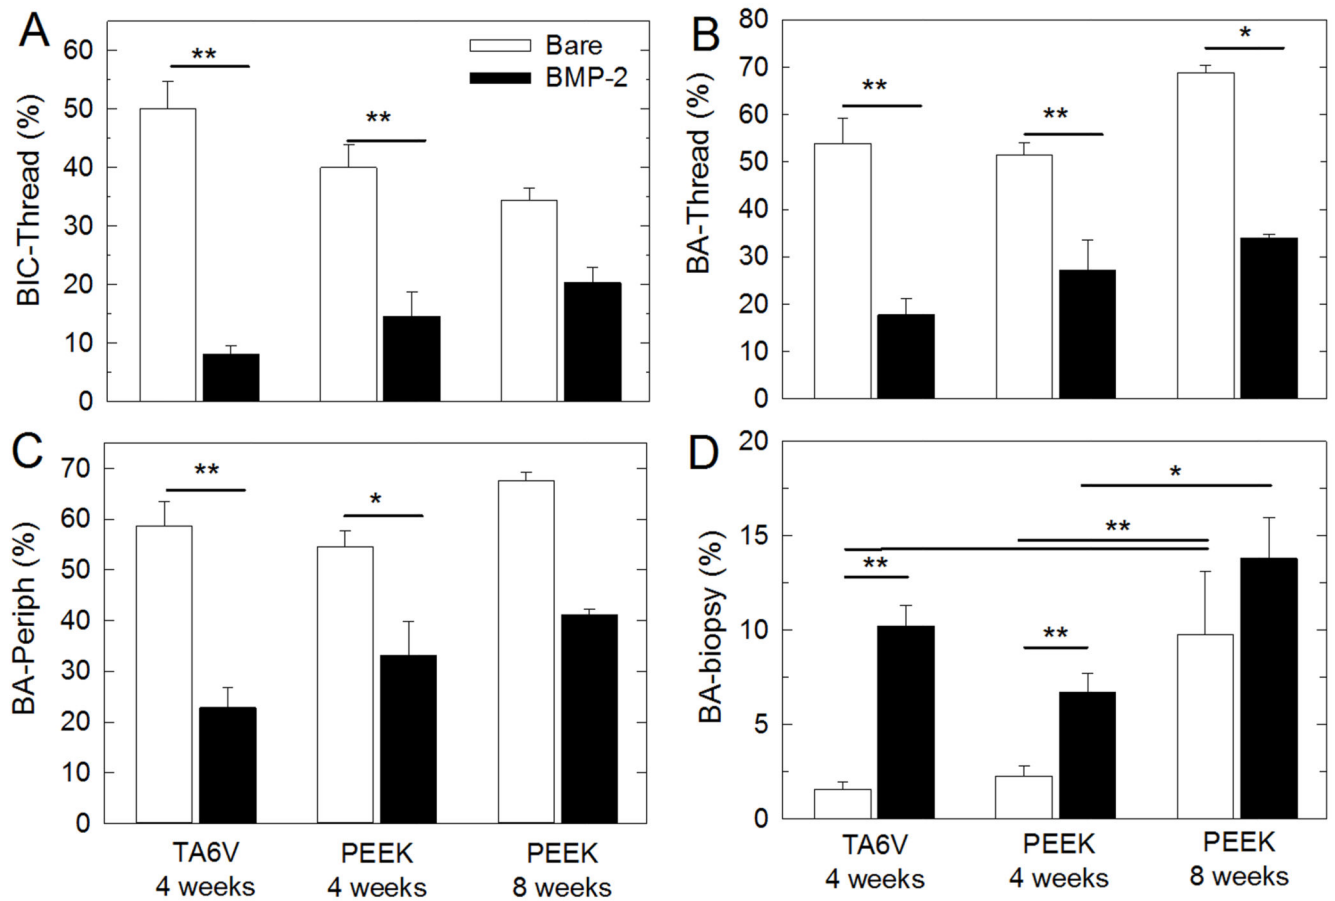 A
BIC-Thread (%)
60
50
40
30
20
10
0
**
**
Bare
BMP-2
B
BA-Thread (%)
80
70
60
50
40
30
20
10
0
**
**
*
C
BA-Periph (%)
70
60
50
40
30
20
10
0
**
*
TA6V
4 weeks
PEEK
4 weeks
PEEK
8 weeks
D
BA-biopsy (%)
20
15
10
5
0
*
**
**
**
TA6V
4 weeks
PEEK
4 weeks
PEEK
8 weeks